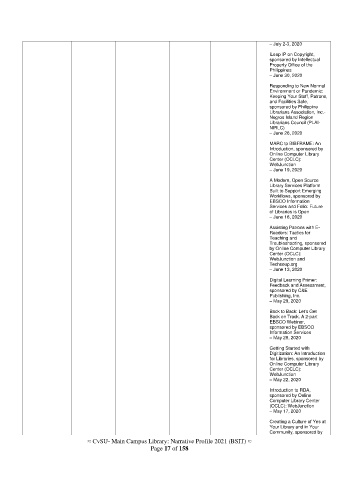 – July 2-3, 2020
iLeap IP on Copyright,
sponsored by Intellectual
Property Office of the
Philippines
– June 30, 2020
Responding to New Normal
Environment or Pandemic:
Keeping Your Staff, Patrons,
and Facilities Safe,
sponsored by Philippine
Librarians Association, Inc.-
Negros Island Region
Librarians Council (PLAI-
NIRLC)
– June 26, 2020
MARC to BIBFRAME: An
Introduction, sponsored by
Online Computer Library
Center (OCLC):
WebJunction
– June 19, 2020
A Modern, Open Source
Library Services Platform
Built to Support Emerging
Workflows, sponsored by
EBSCO Information
Services and Folio: Future
of Libraries is Open
– June 16, 2020
Assisting Patrons with E-
Readers: Tactics for
Teaching and
Troubleshooting, sponsored
by Online Computer Library
Center (OCLC):
WebJunction and
Techsoup.org
– June 13, 2020
Digital Learning Primer:
Feedback and Assessment,
sponsored by C&E
Publishing, Inc.
– May 29, 2020
Back to Back: Let's Get
Back on Track, A 2-part
EBSCO Webinar,
sponsored by EBSCO
Information Services
– May 29, 2020
Getting Started with
Digitization: An Introduction
for Libraries, sponsored by
Online Computer Library
Center (OCLC):
WebJunction
– May 22, 2020
Introduction to RDA,
sponsored by Online
Computer Library Center
(OCLC): WebJunction
– May 17, 2020
Creating a Culture of Yes at
Your Library and in Your
Community, sponsored by
≈ CvSU- Main Campus Library: Narrative Profile 2021 (BSIT) ≈
Page 17 of 158